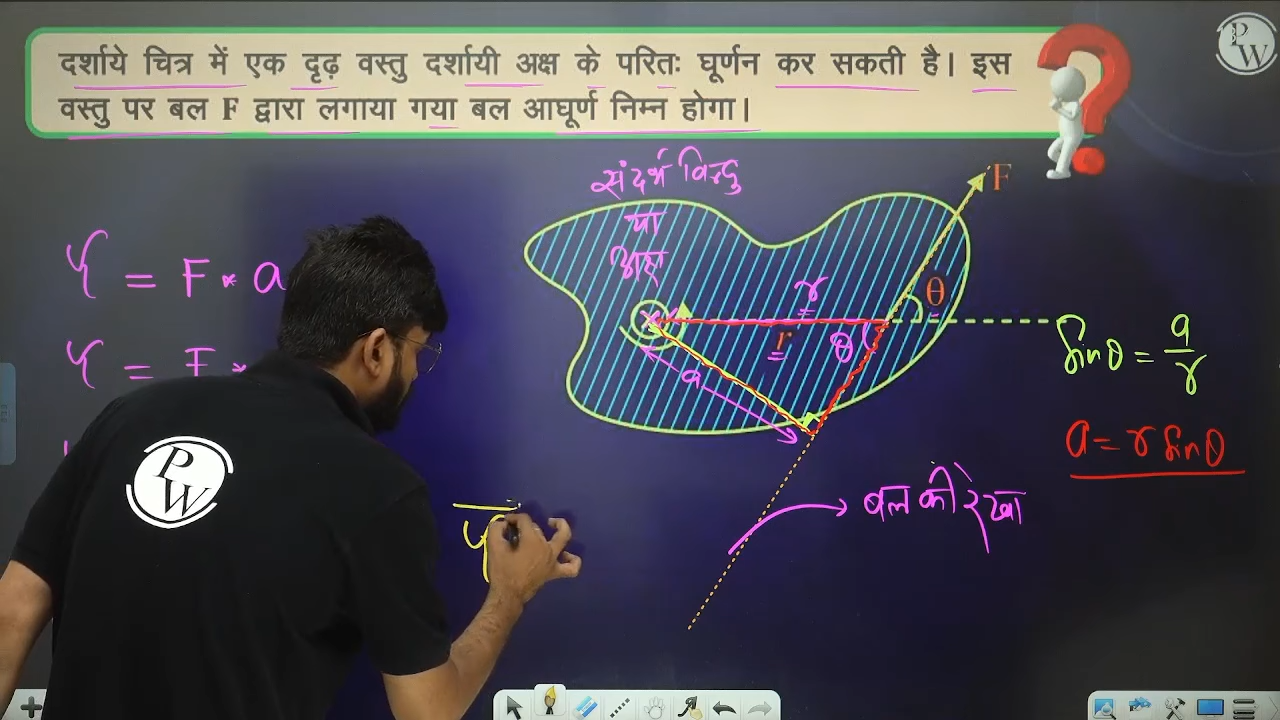 दर्शाये चित्र में एक दृढ़ वस्तु दर्शायी अक्ष के परितः घूर्णन कर सकती है। इस
वस्तु पर बल F द्वारा लगाया गया बल आघूर्ण निम्न होगा।
PW
संदर्भ बिन्दु
या
अक्ष
F
τ = F * a
r
θ
r
θ
a
sinθ = a/r
τ = F *
a = r sinθ
PW
बल की रेखा
τ